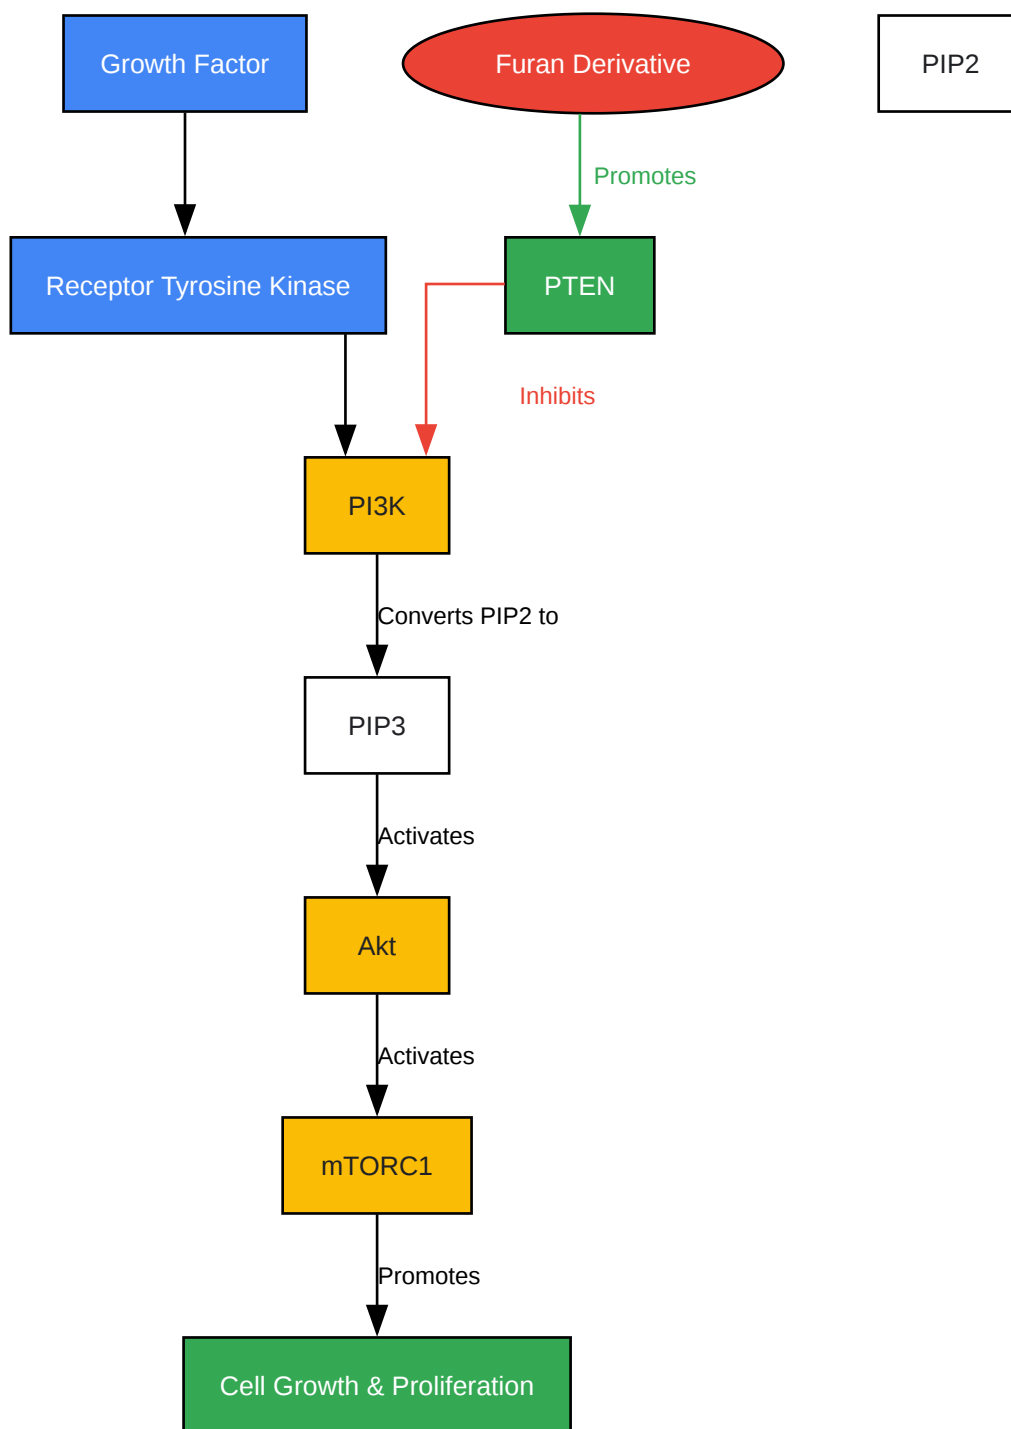 Growth Factor
Furan Derivative
PIP2
Promotes
Receptor Tyrosine Kinase
PTEN
Inhibits
PI3K
Converts PIP2 to
PIP3
Activates
Akt
Activates
mTORC1
Promotes
Cell Growth & Proliferation